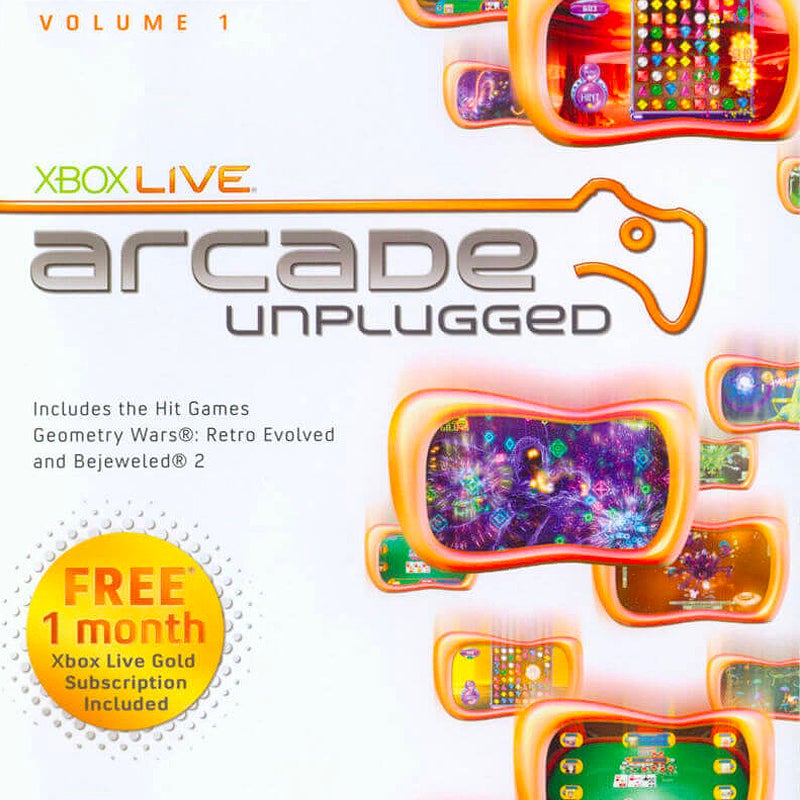 VOLUME 1
XBOX LIVE®
arcade
unplugged
Includes the Hit Games
Geometry Wars®: Retro Evolved
and Bejeweled® 2
FREE*
1 month
Xbox Live Gold
Subscription
Included
HINT